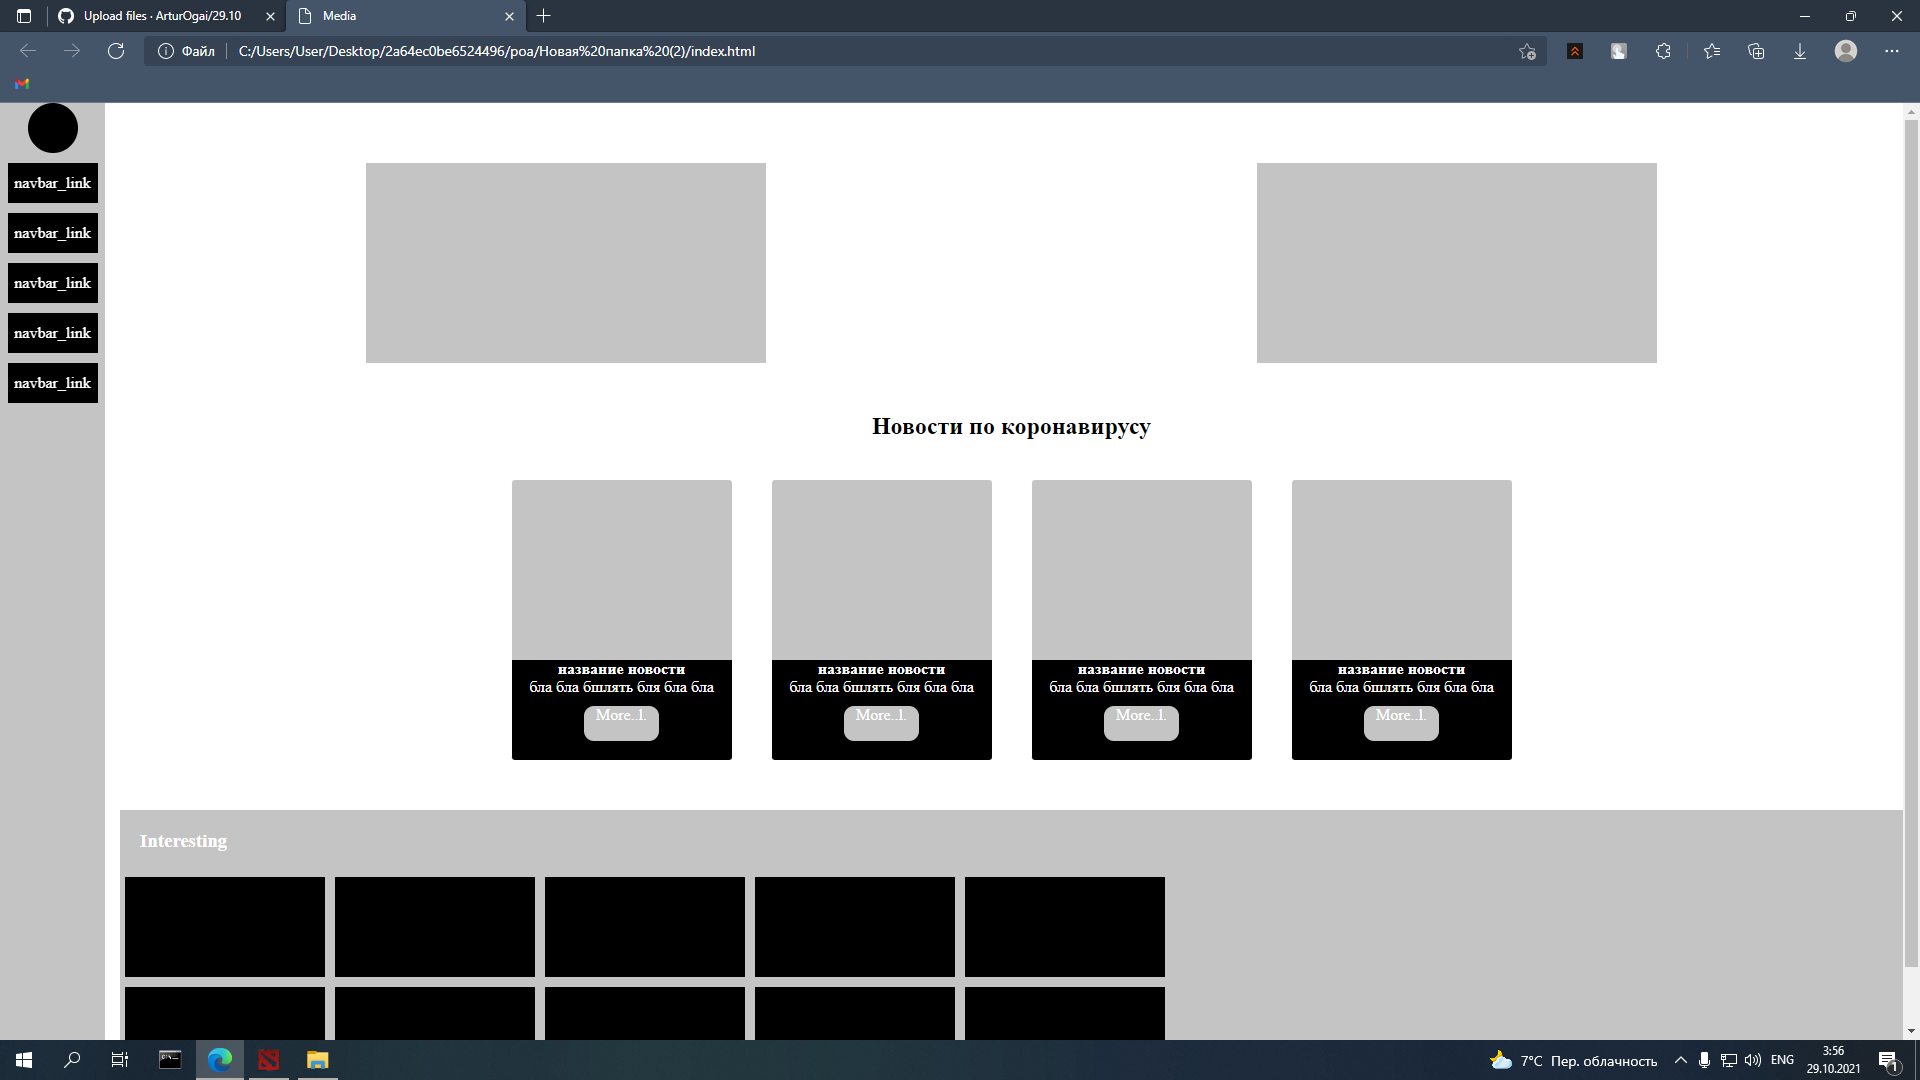 Upload files · ArturOgai/29.10
Media
Файл
C:/Users/User/Desktop/2a64ec0be6524496/poa/Новая%20папка%20(2)/index.html
navbar_link
navbar_link
navbar_link
navbar_link
navbar_link
Новости по коронавирусу
название новости
бла бла бшлять бля бла бла
More..l.
название новости
бла бла бшлять бля бла бла
More..l.
название новости
бла бла бшлять бля бла бла
More..l.
название новости
бла бла бшлять бля бла бла
More..l.
Interesting
7°C Пер. облачность
ENG
3:56
29.10.2021
1